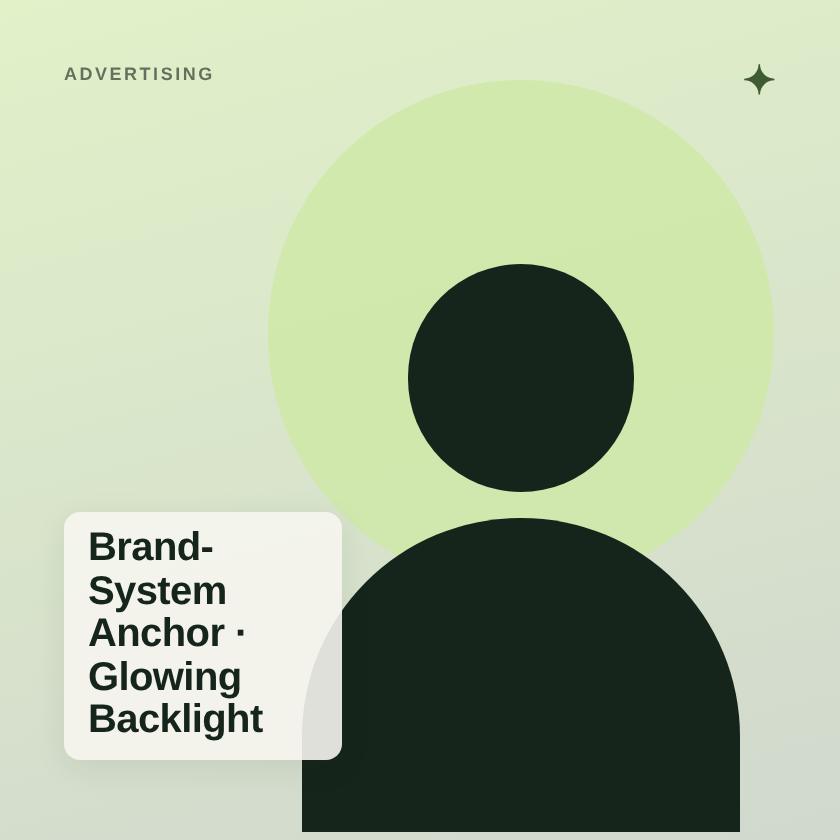 ADVERTISING
Brand-
System
Anchor ·
Glowing
Backlight